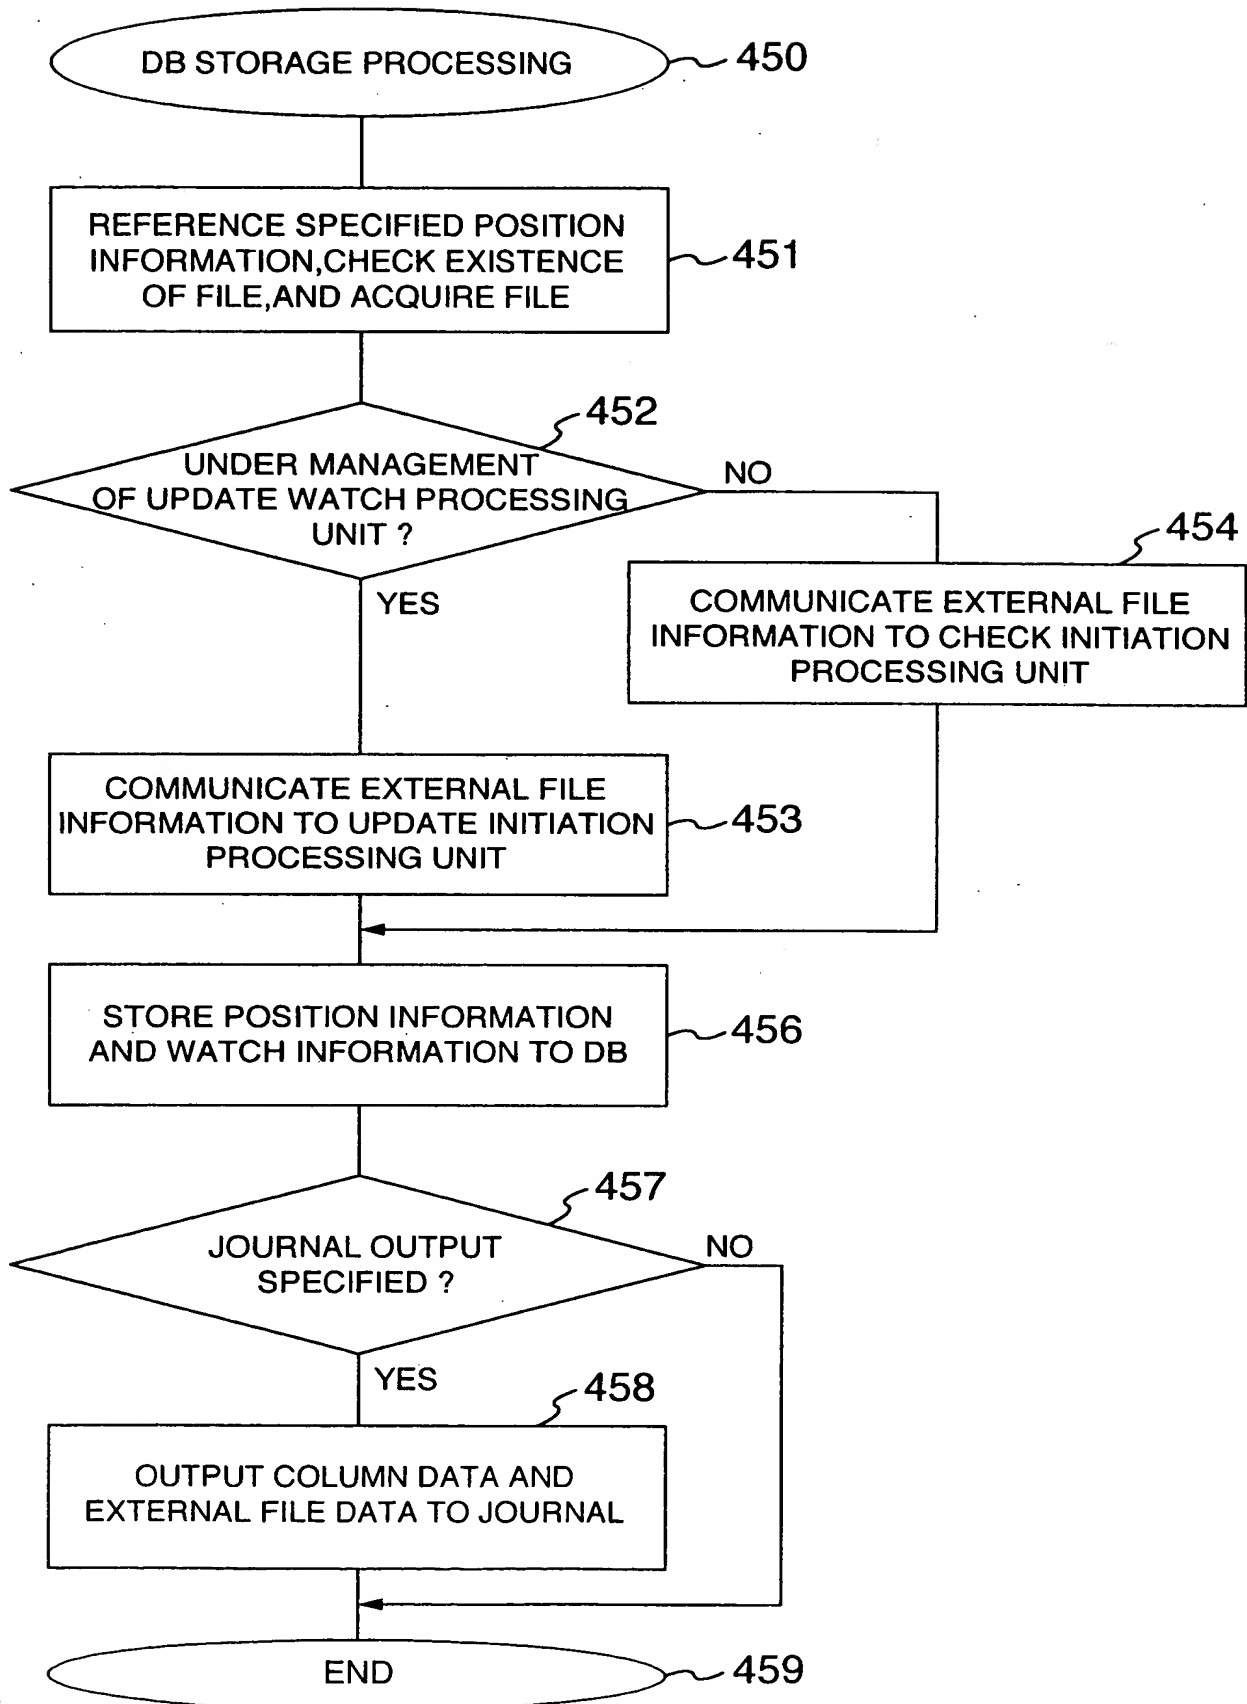 DB STORAGE PROCESSING
450
REFERENCE SPECIFIED POSITION
INFORMATION,CHECK EXISTENCE
OF FILE,AND ACQUIRE FILE
451
452
UNDER MANAGEMENT
OF UPDATE WATCH PROCESSING
UNIT ?
NO
YES
454
COMMUNICATE EXTERNAL FILE
INFORMATION TO CHECK INITIATION
PROCESSING UNIT
COMMUNICATE EXTERNAL FILE
INFORMATION TO UPDATE INITIATION
PROCESSING UNIT
453
STORE POSITION INFORMATION
AND WATCH INFORMATION TO DB
456
457
JOURNAL OUTPUT
SPECIFIED ?
NO
YES
458
OUTPUT COLUMN DATA AND
EXTERNAL FILE DATA TO JOURNAL
END
459